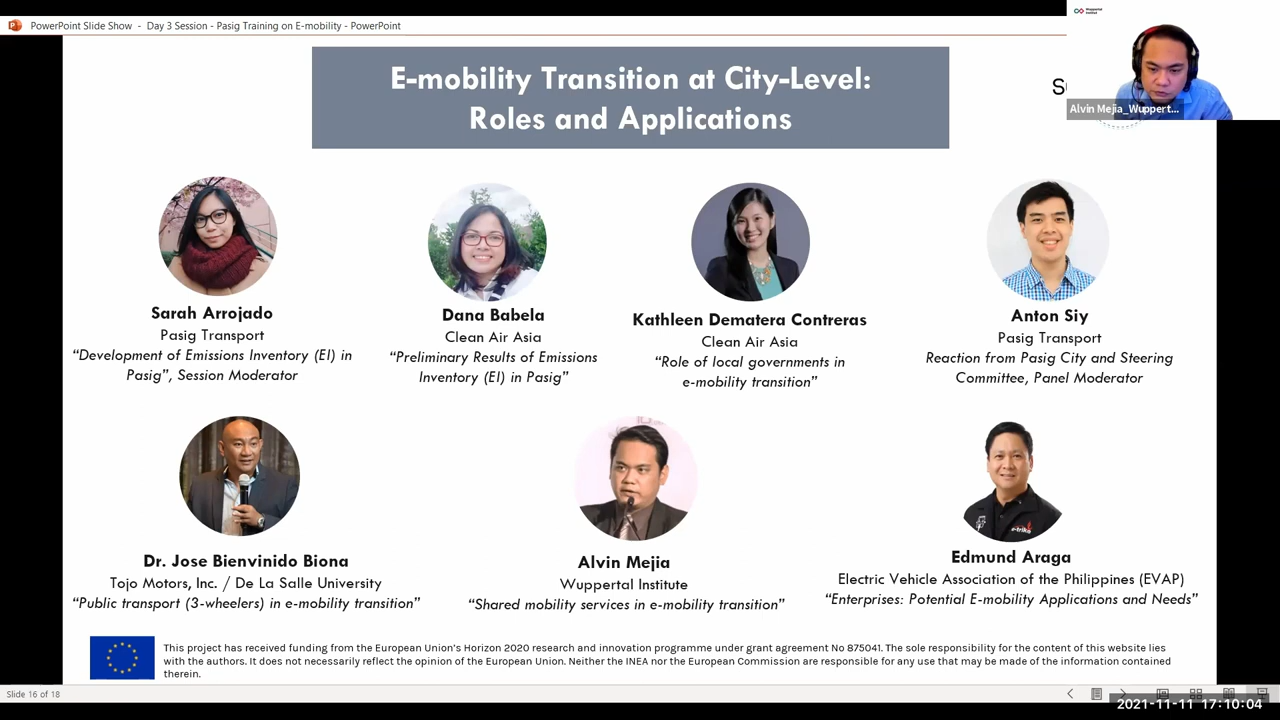 PowerPoint Slide Show - Day 3 Session - Pasig Training on E-mobility - PowerPoint
Wuppertal
Institut
Alvin Mejia_Wuppert...
E-mobility Transition at City-Level:
Roles and Applications
Sarah Arrojado
Pasig Transport
“Development of Emissions Inventory (EI) in
Pasig”, Session Moderator
Dana Babela
Clean Air Asia
“Preliminary Results of Emissions
Inventory (EI) in Pasig”
Kathleen Dematera Contreras
Clean Air Asia
“Role of local governments in
e-mobility transition”
Anton Siy
Pasig Transport
Reaction from Pasig City and Steering
Committee, Panel Moderator
Dr. Jose Bienvinido Biona
Tojo Motors, Inc. / De La Salle University
“Public transport (3-wheelers) in e-mobility transition”
Alvin Mejia
Wuppertal Institute
“Shared mobility services in e-mobility transition”
e-trike
Edmund Araga
Electric Vehicle Association of the Philippines (EVAP)
“Enterprises: Potential E-mobility Applications and Needs”
This project has received funding from the European Union's Horizon 2020 research and innovation programme under grant agreement No 875041. The sole responsibility for the content of this website lies
with the authors. It does not necessarily reflect the opinion of the European Union. Neither the INEA nor the European Commission are responsible for any use that may be made of the information contained
therein.
Slide 16 of 18
2021-11-11 17:10:04